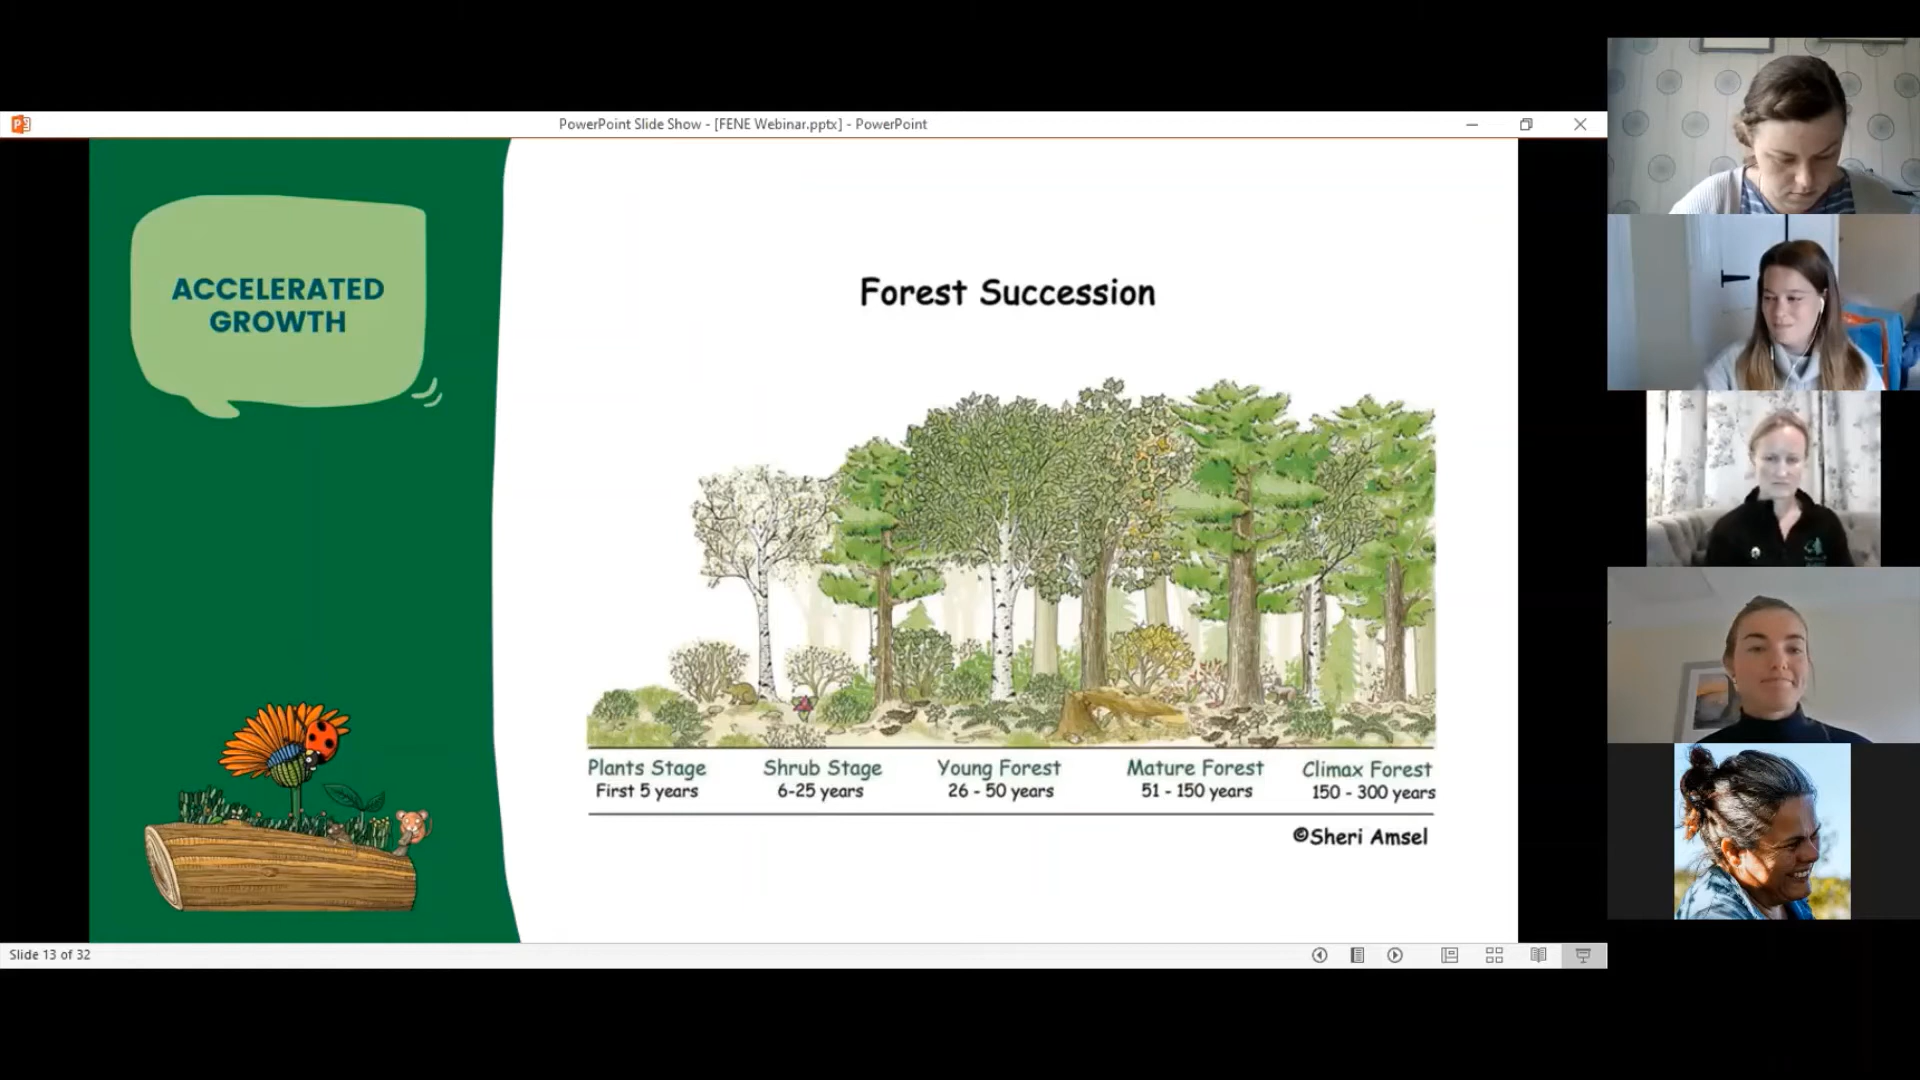 PowerPoint Slide Show - [FENE Webinar.pptx] - PowerPoint
ACCELERATED
GROWTH
Forest Succession
Plants Stage
First 5 years
Shrub Stage
6-25 years
Young Forest
26 - 50 years
Mature Forest
51 - 150 years
Climax Forest
150 - 300 years
©Sheri Amsel
Slide 13 of 32